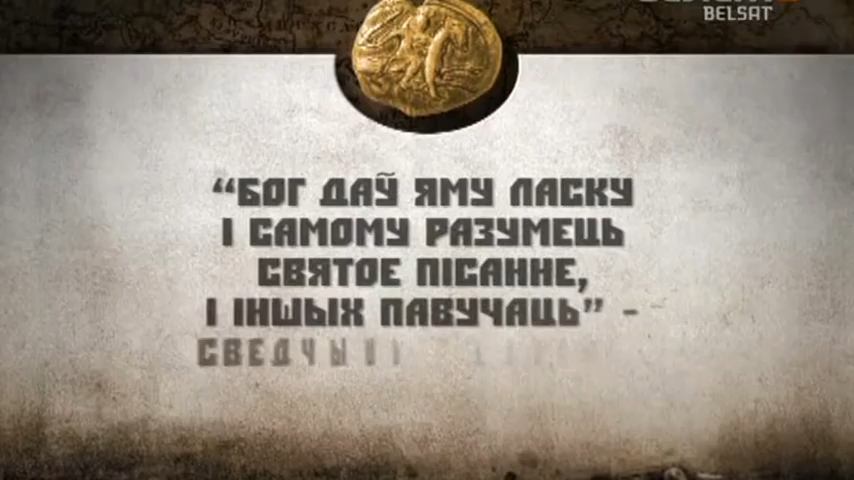 BELSAT
“БОГ ДАЎ ЯМУ ЛАСКУ
І САМОМУ РАЗУМЕЦЬ
СВЯТОЕ ПІСАННЕ,
І ІНШЫХ ПАВУЧАЦЬ” -